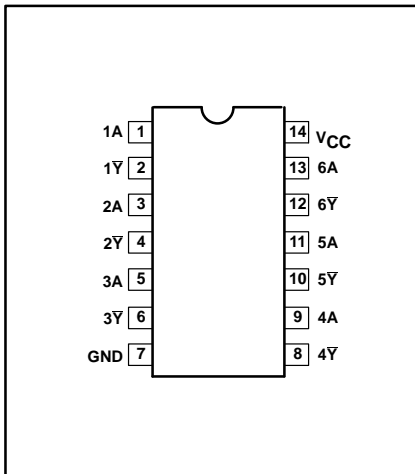 1A 1 14 VCC
1Y̅ 2 13 6A
2A 3 12 6Y̅
2Y̅ 4 11 5A
3A 5 10 5Y̅
3Y̅ 6 9 4A
GND 7 8 4Y̅